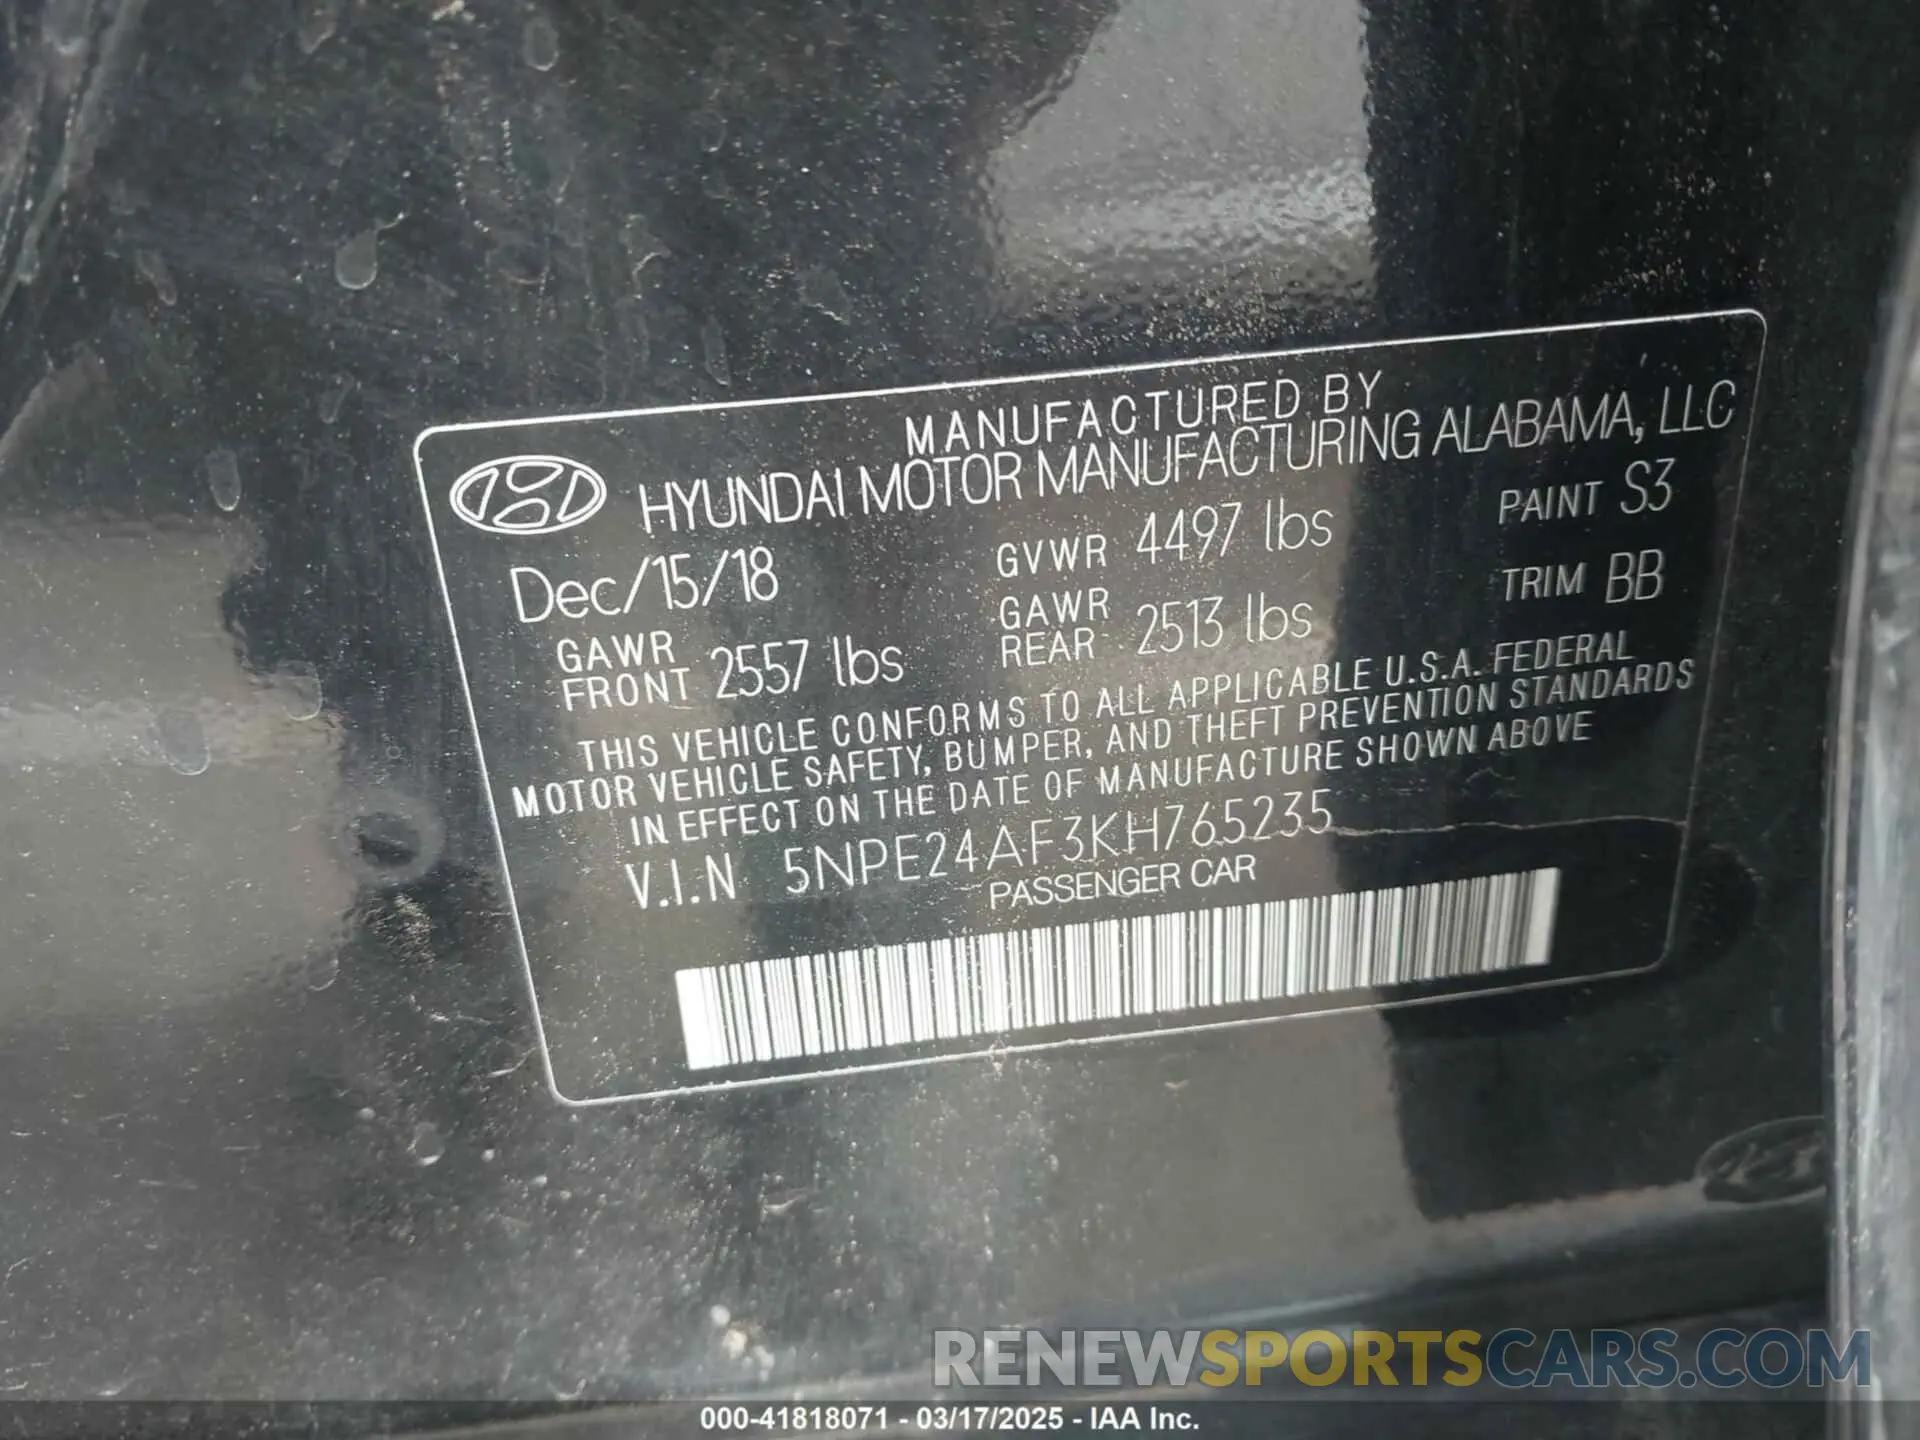 MANUFACTURED BY
HYUNDAI MOTOR MANUFACTURING ALABAMA, LLC
Dec/15/18 GVWR 4497 lbs PAINT S3
GAWR FRONT 2557 lbs GAWR REAR 2513 lbs TRIM BB
THIS VEHICLE CONFORMS TO ALL APPLICABLE U.S.A. FEDERAL
MOTOR VEHICLE SAFETY, BUMPER, AND THEFT PREVENTION STANDARDS
IN EFFECT ON THE DATE OF MANUFACTURE SHOWN ABOVE
V.I.N 5NPE24AF3KH765235
PASSENGER CAR
RENEWSPORTSCARS.COM
000-41818071 - 03/17/2025 - IAA Inc.